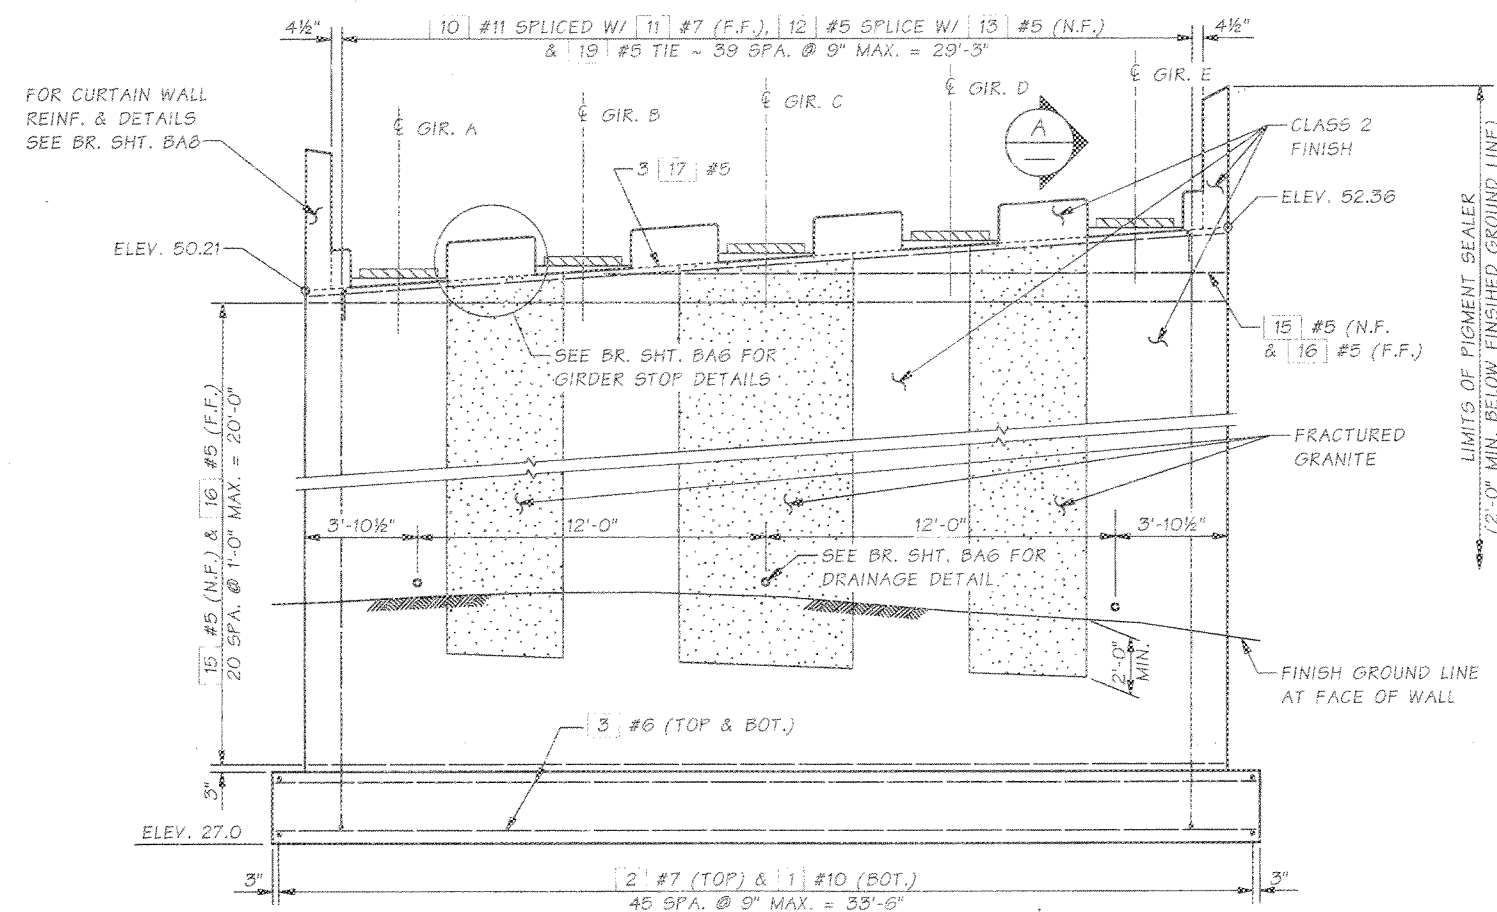 4½"
10 #11 SPLICED W/ 11 #7 (F.F.), 12 #5 SPLICE W/ 13 #5 (N.F.)
& 19 #5 TIE ~ 39 SPA. @ 9" MAX. = 29'-3"
4½"
FOR CURTAIN WALL
REINF. & DETAILS
SEE BR. SHT. BA8
℄ GIR. A
℄ GIR. B
℄ GIR. C
℄ GIR. D
℄ GIR. E
A
CLASS 2
FINISH
3 17 #5
ELEV. 52.36
ELEV. 50.21
LIMITS OF PIGMENT SEALER
(2'-0" MIN. BELOW FINSIHED GROUND LINE)
15 #5 (N.F.
& 16 #5 (F.F.)
SEE BR. SHT. BA6 FOR
GIRDER STOP DETAILS
FRACTURED
GRANITE
15 #5 (N.F.) & 16 #5 (F.F.)
20 SPA. @ 1'-0" MAX. = 20'-0"
3'-10½"
12'-0"
12'-0"
3'-10½"
SEE BR. SHT. BA6 FOR
DRAINAGE DETAIL
2'-0"
MIN.
FINISH GROUND LINE
AT FACE OF WALL
3 #6 (TOP & BOT.)
3"
ELEV. 27.0
3"
2 #7 (TOP) & 1 #10 (BOT.)
45 SPA. @ 9" MAX. = 33'-6"
3"